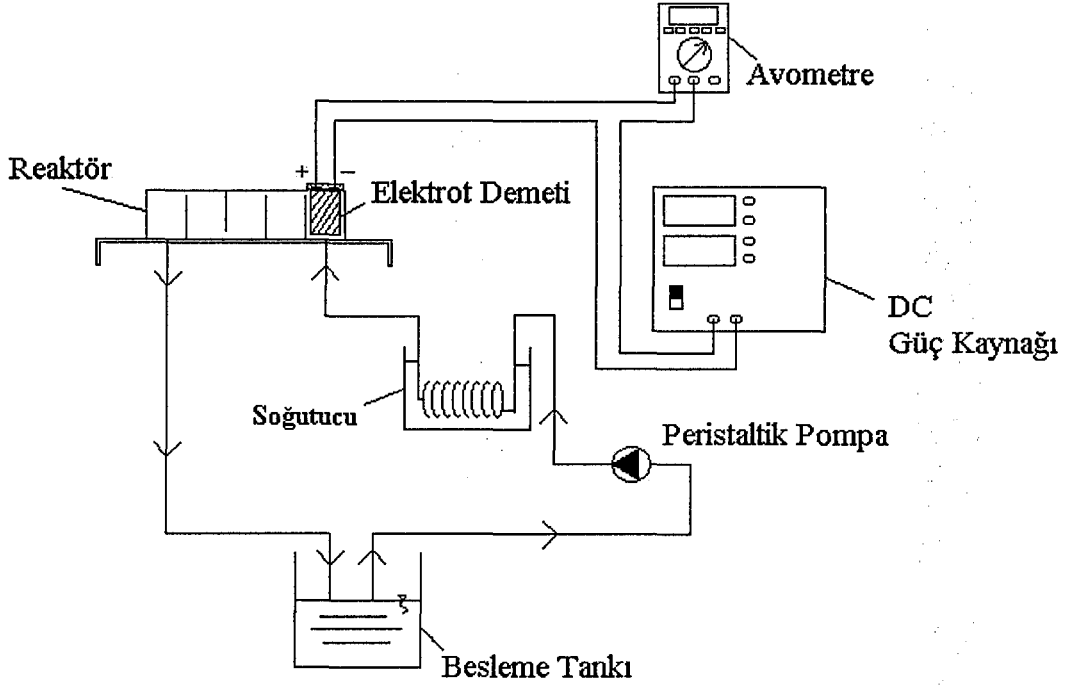 Avometre
Reaktör
+ −
Elektrot Demeti
DC
Güç Kaynağı
Soğutucu
Peristaltik Pompa
Besleme Tankı